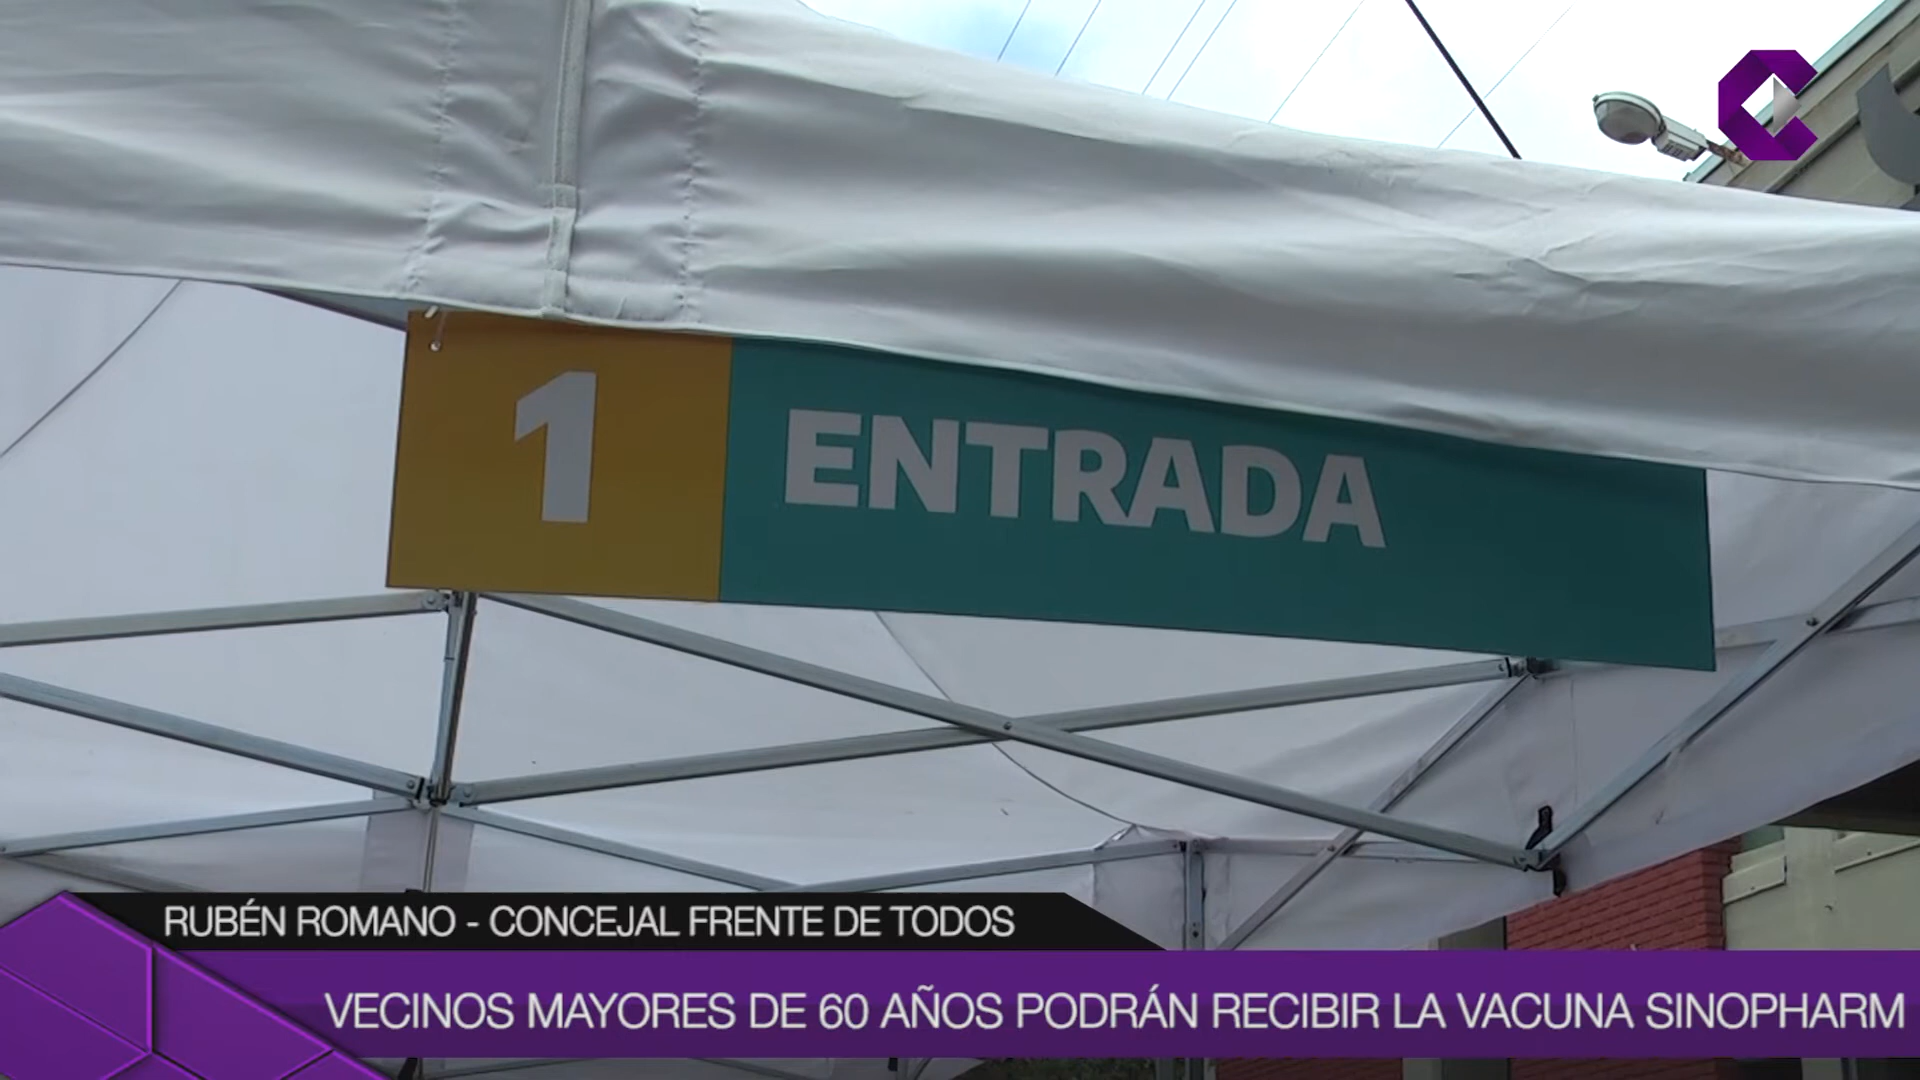 1 ENTRADA
RUBÉN ROMANO - CONCEJAL FRENTE DE TODOS
VECINOS MAYORES DE 60 AÑOS PODRÁN RECIBIR LA VACUNA SINOPHARM